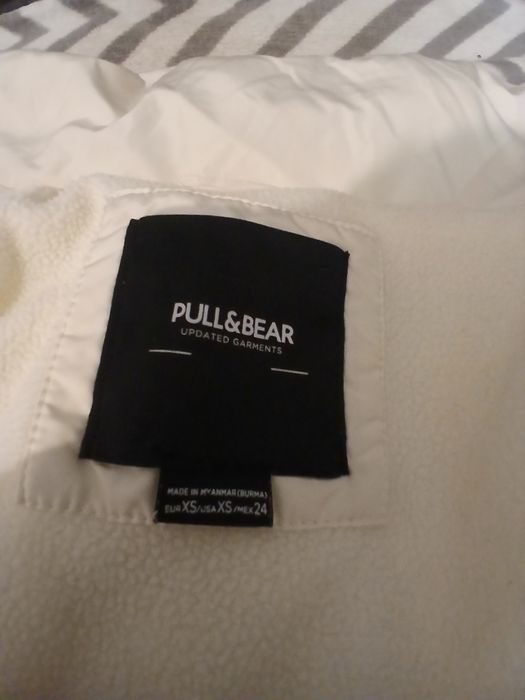 PULL&BEAR
UPDATED GARMENTS
MADE IN MYANMAR(BURMA)
EUR XS/USA XS/MEX 24